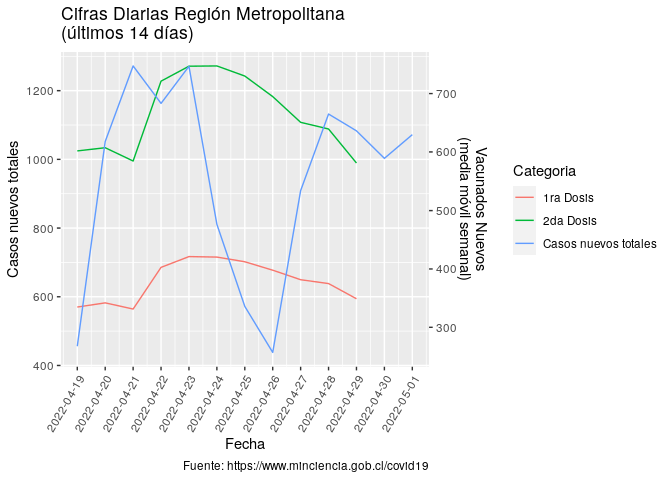 Cifras Diarias Región Metropolitana
(últimos 14 días)
Casos nuevos totales
1200
1000
800
600
400
700
600
500
400
300
Vacunados Nuevos
(media móvil semanal)
2022-04-19
2022-04-20
2022-04-21
2022-04-22
2022-04-23
2022-04-24
2022-04-25
2022-04-26
2022-04-27
2022-04-28
2022-04-29
2022-04-30
2022-05-01
Fecha
Categoria
1ra Dosis
2da Dosis
Casos nuevos totales
Fuente: https://www.minciencia.gob.cl/covid19